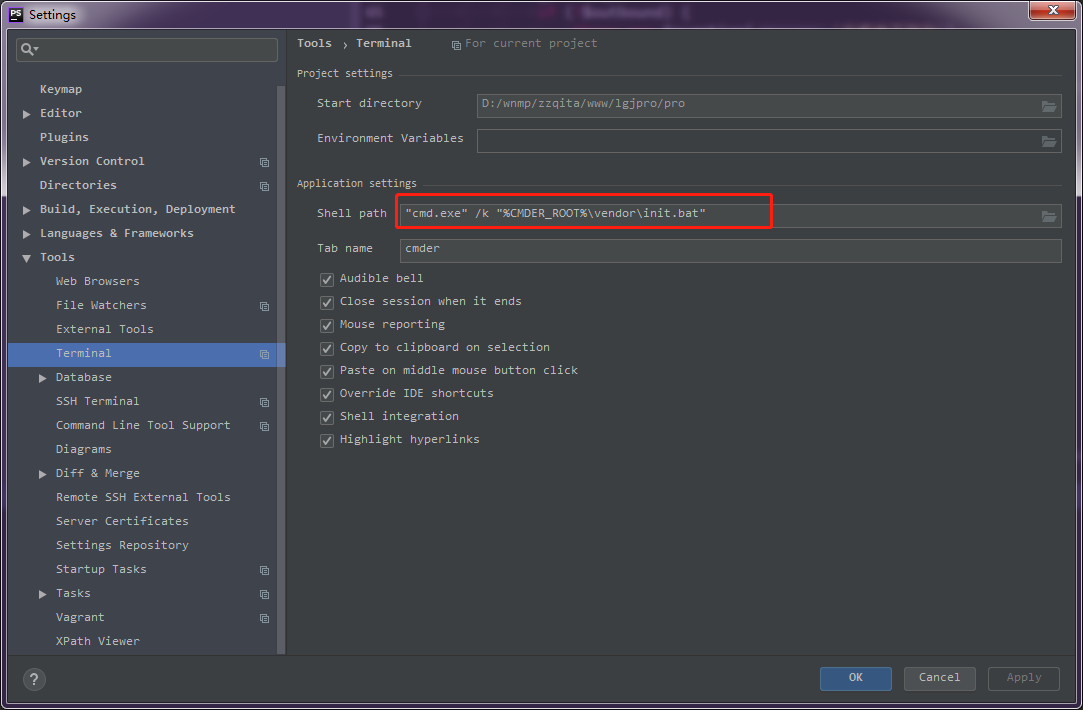 PS Settings
Keymap
Editor
Plugins
Version Control
Directories
Build, Execution, Deployment
Languages & Frameworks
Tools
Web Browsers
File Watchers
External Tools
Terminal
Database
SSH Terminal
Command Line Tool Support
Diagrams
Diff & Merge
Remote SSH External Tools
Server Certificates
Settings Repository
Startup Tasks
Tasks
Vagrant
XPath Viewer
Tools › Terminal For current project
Project settings
Start directory D:/wnmp/zzqita/www/lgjpro/pro
Environment Variables
Application settings
Shell path "cmd.exe" /k "%CMDER_ROOT%\vendor\init.bat"
Tab name cmder
Audible bell
Close session when it ends
Mouse reporting
Copy to clipboard on selection
Paste on middle mouse button click
Override IDE shortcuts
Shell integration
Highlight hyperlinks
? OK Cancel Apply